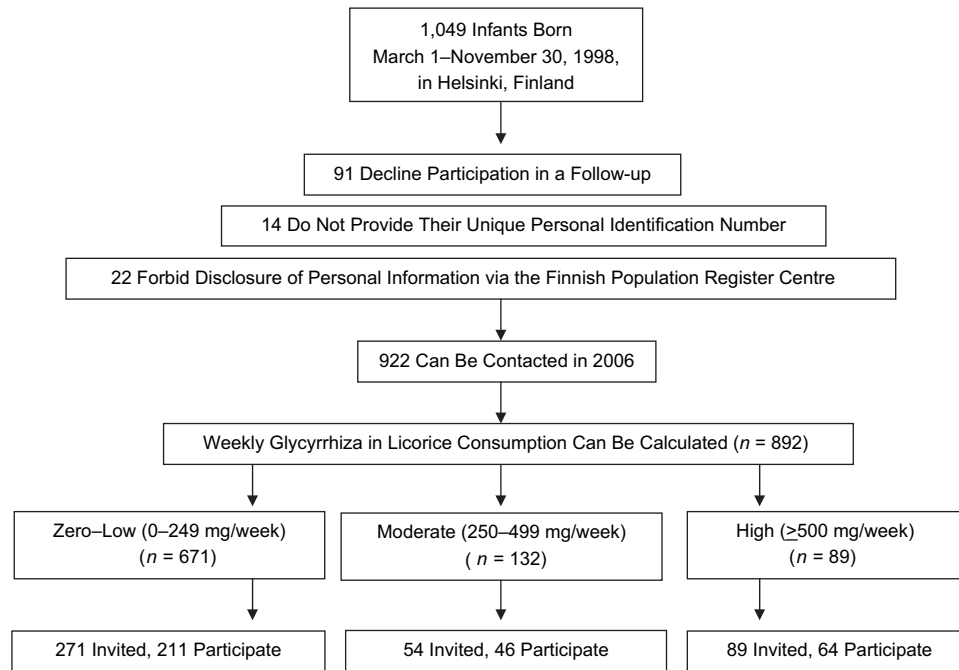 1,049 Infants Born
March 1–November 30, 1998,
in Helsinki, Finland
91 Decline Participation in a Follow-up
14 Do Not Provide Their Unique Personal Identification Number
22 Forbid Disclosure of Personal Information via the Finnish Population Register Centre
922 Can Be Contacted in 2006
Weekly Glycyrrhiza in Licorice Consumption Can Be Calculated (n = 892)
Zero–Low (0–249 mg/week)
(n = 671)
Moderate (250–499 mg/week)
( n = 132)
High (≥500 mg/week)
(n = 89)
271 Invited, 211 Participate
54 Invited, 46 Participate
89 Invited, 64 Participate